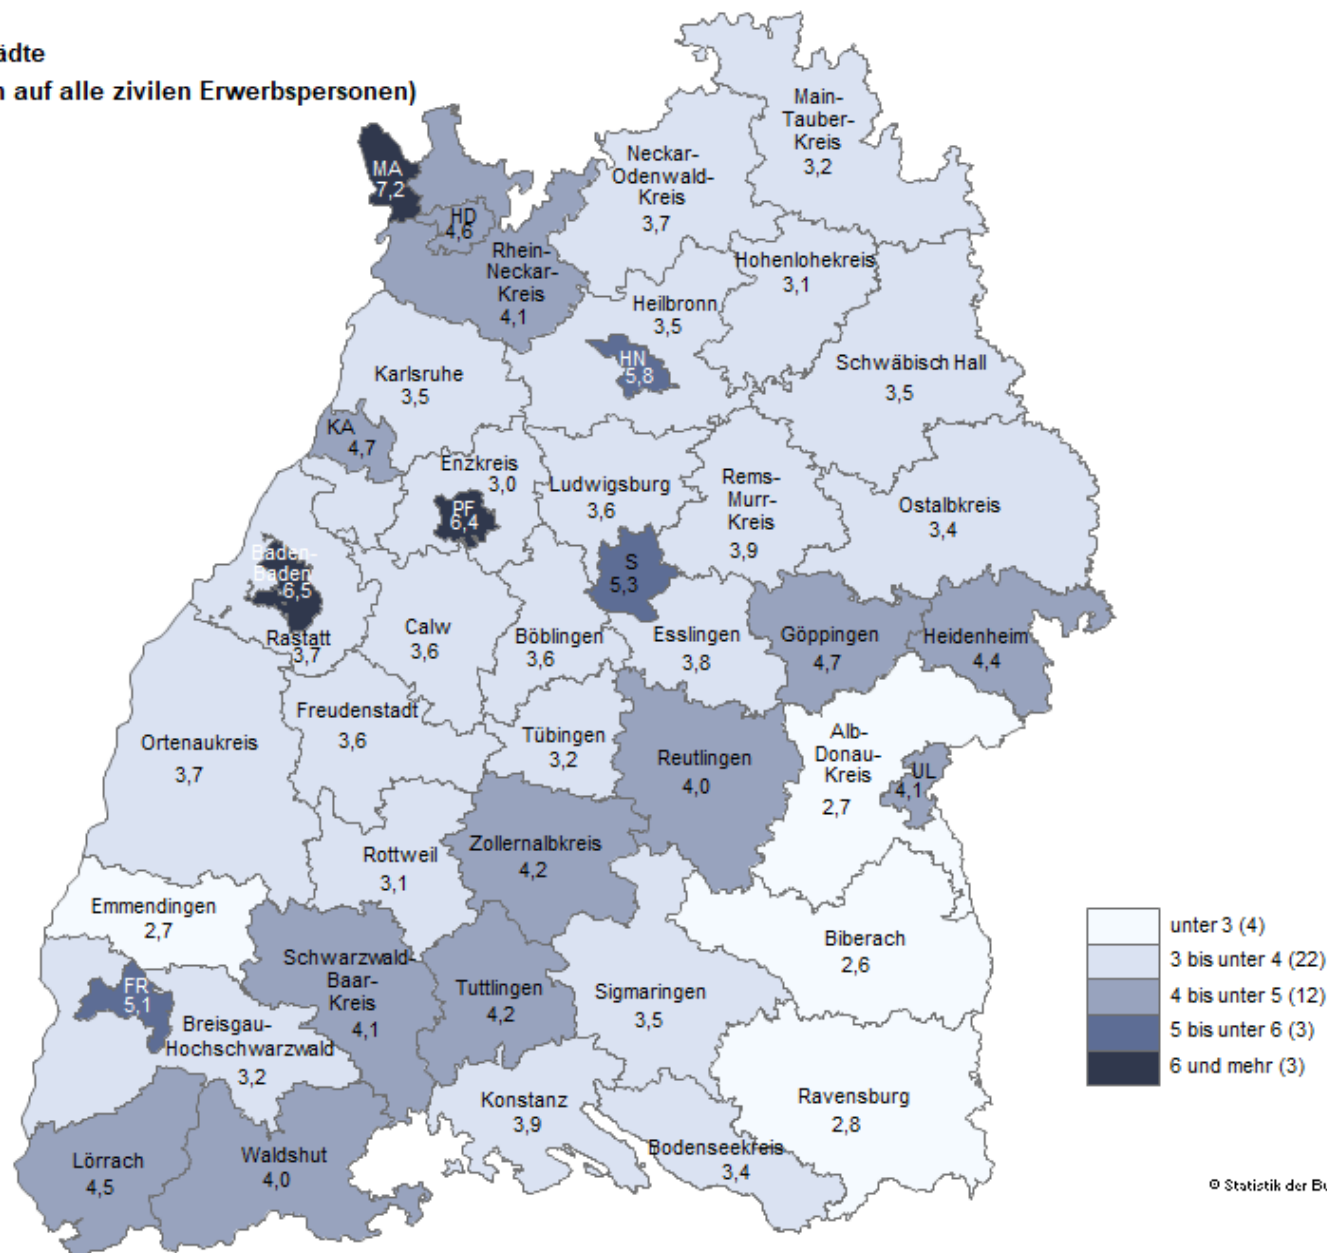 ädte
n auf alle zivilen Erwerbspersonen)
Main-
Tauber-
Kreis
3,2
Neckar-
Odenwald-
Kreis
3,7
MA
7,2
HD
4,6
Rhein-
Neckar-
Kreis
4,1
Hohenlohekreis
3,1
Heilbronn
3,5
HN
5,8
Schwäbisch Hall
3,5
Karlsruhe
3,5
KA
4,7
Enzkreis
3,0
PF
6,4
Ludwigsburg
3,6
Rems-
Murr-
Kreis
3,9
Ostalbkreis
3,4
Baden-
Baden
6,5
Rastatt
3,7
S
5,3
Calw
3,6
Böblingen
3,6
Esslingen
3,8
Göppingen
4,7
Heidenheim
4,4
Freudenstadt
3,6
Ortenaukreis
3,7
Tübingen
3,2
Reutlingen
4,0
Alb-
Donau-
Kreis
2,7
UL
4,1
Zollernalbkreis
4,2
Rottweil
3,1
Emmendingen
2,7
Schwarzwald-
Baar-
Kreis
4,1
Tuttlingen
4,2
Sigmaringen
3,5
Biberach
2,6
FR
5,1
Breisgau-
Hochschwarzwald
3,2
Konstanz
3,9
Bodenseekreis
3,4
Ravensburg
2,8
Lörrach
4,5
Waldshut
4,0
unter 3 (4)
3 bis unter 4 (22)
4 bis unter 5 (12)
5 bis unter 6 (3)
6 und mehr (3)
© Statistik der Bu